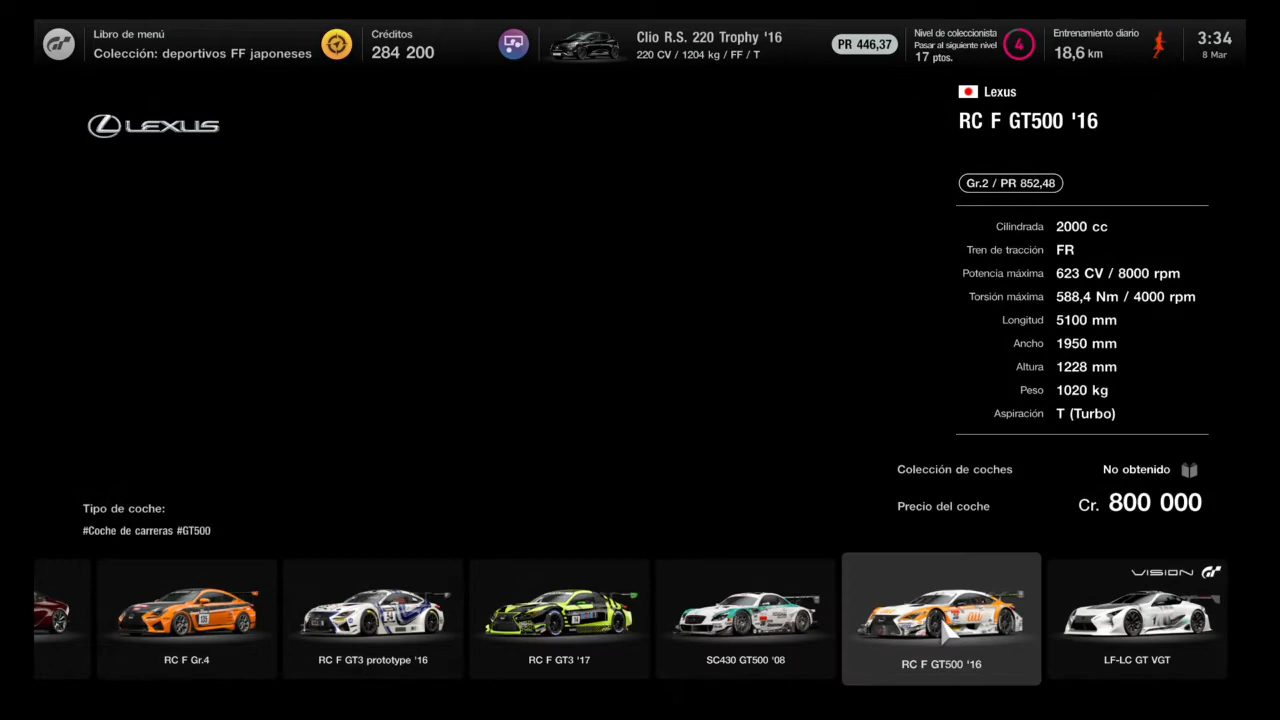 Libro de menú
Colección: deportivos FF japoneses
Créditos
284 200
Clio R.S. 220 Trophy '16
220 CV / 1204 kg / FF / T
PR 446,37
Nivel de coleccionista
Pasar al siguiente nivel
17 ptos.
4
Entrenamiento diario
18,6 km
3:34
8 Mar
LEXUS
Lexus
RC F GT500 '16
Gr.2 / PR 852,48
Cilindrada 2000 cc
Tren de tracción FR
Potencia máxima 623 CV / 8000 rpm
Torsión máxima 588,4 Nm / 4000 rpm
Longitud 5100 mm
Ancho 1950 mm
Altura 1228 mm
Peso 1020 kg
Aspiración T (Turbo)
Colección de coches No obtenido
Precio del coche Cr. 800 000
Tipo de coche:
#Coche de carreras #GT500
RC F Gr.4
RC F GT3 prototype '16
RC F GT3 '17
SC430 GT500 '08
RC F GT500 '16
VISION GT
LF-LC GT VGT